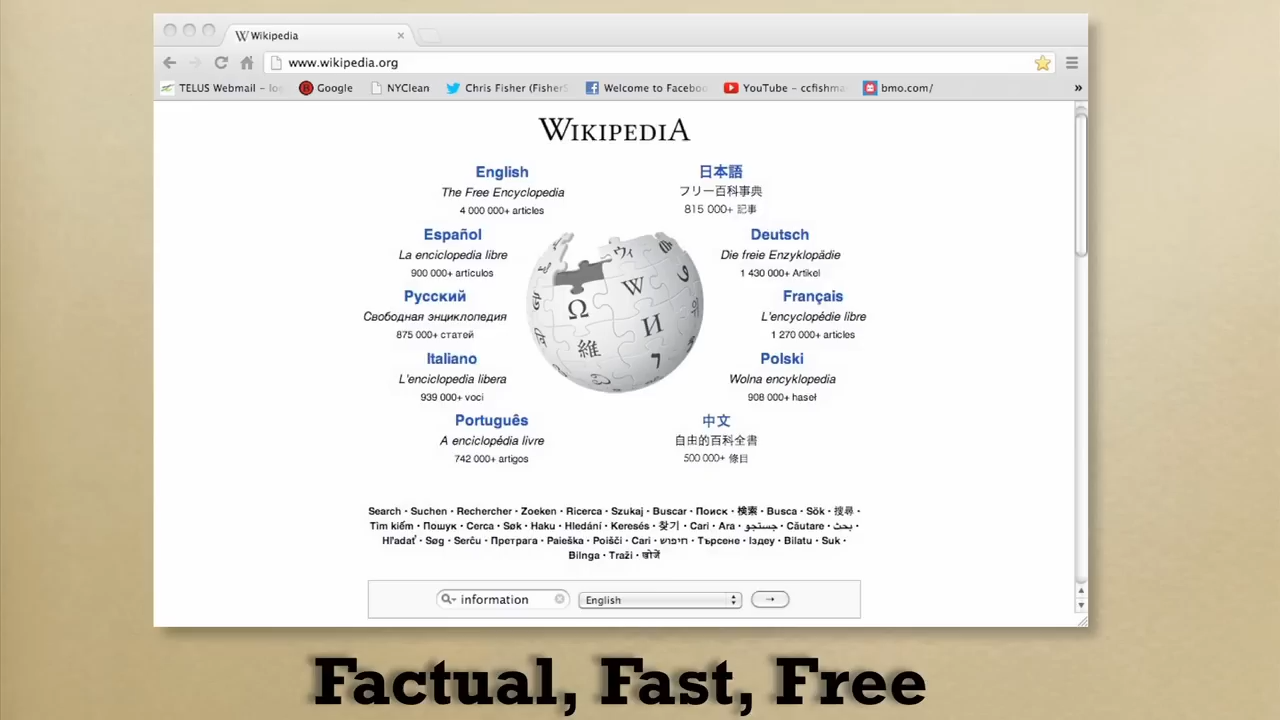 Wikipedia
www.wikipedia.org
TELUS Webmail – lo
Google
NYClean
Chris Fisher (FisherS
Welcome to Facebo
YouTube – ccfishma
bmo.com/
»
WIKIPEDIA
English
The Free Encyclopedia
4 000 000+ articles
日本語
フリー百科事典
815 000+ 記事
Español
La enciclopedia libre
900 000+ artículos
Deutsch
Die freie Enzyklopädie
1 430 000+ Artikel
Русский
Свободная энциклопедия
875 000+ статей
Français
L'encyclopédie libre
1 270 000+ articles
Italiano
L'enciclopedia libera
939 000+ voci
Polski
Wolna encyklopedia
908 000+ haseł
Português
A enciclopédia livre
742 000+ artigos
中文
自由的百科全書
500 000+ 條目
Ω W И 維 ウィ 7
Search · Suchen · Rechercher · Zoeken · Ricerca · Szukaj · Buscar · Поиск · 検索 · Busca · Sök · 搜尋 ·
Tìm kiếm · Пошук · Cerca · Søk · Haku · Hledání · Keresés · 찾기 · Cari · Ara · جستجو · Căutare · بحث ·
Hľadať · Søg · Serĉu · Претрага · Paieška · Poišči · Cari · חיפוש · Търсене · Іздеу · Bilatu · Suk ·
Bilnga · Traži · खोजें
information
English
→
Factual, Fast, Free